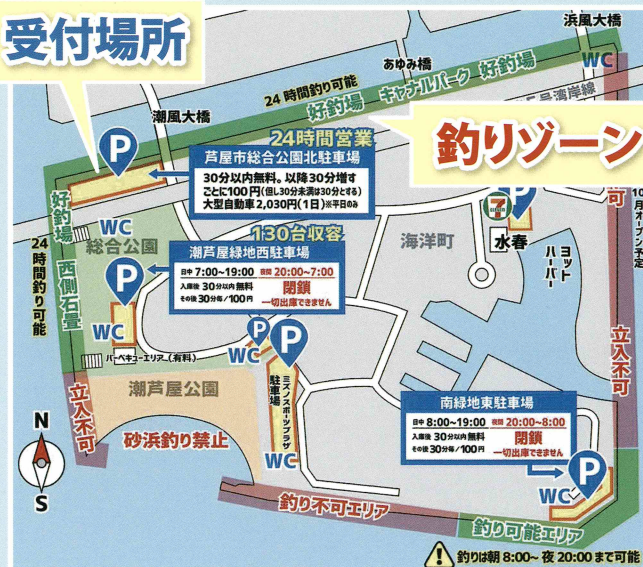 受付場所
浜風大橋
WC
あゆみ橋
24時間釣り可能
好釣場 キャナルパーク 好釣場
号湾岸線
潮風大橋
釣りゾーン
P
24時間営業
芦屋市総合公園北駐車場
30分以内無料。以降30分増す
ごとに100円(但し30分未満は30分とする)
大型自動車2,030円(1日)※平日のみ
好釣場 西側石畳
24時間釣り可能
WC
総合公園
130台収容
潮芦屋緑地西駐車場
日中 7:00~19:00 夜間 20:00~7:00
入庫後 30分以内無料
その後30分毎/100円
閉鎖
一切出庫できません
P
WC
バーベキューエリア(有料)
海洋町
P
水春
ヨットハーバー
可
10月オープン予定
立入不可
P
WC
P
ミズノスポーツプラザ
駐車場
WC
潮芦屋公園
砂浜釣り禁止
立入不可
N
S
南緑地東駐車場
日中 8:00~19:00 夜間 20:00~8:00
入庫後 30分以内無料
その後30分毎/100円
閉鎖
一切出庫できません
P
WC
釣り不可エリア
釣り可能エリア
釣りは朝 8:00~夜 20:00 まで可能